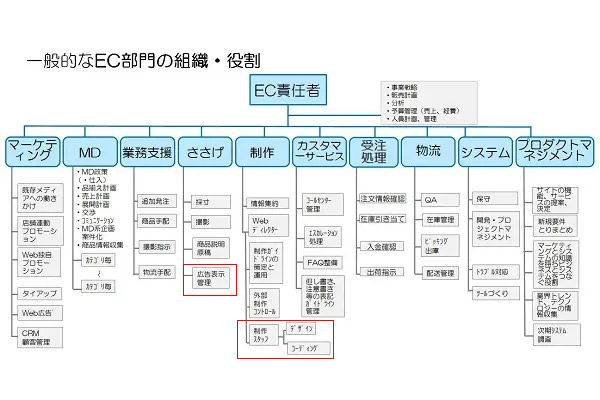 一般的なEC部門の組織・役割
EC責任者
・事業戦略
・販売計画
・分析
・予算管理（売上、経費）
・人員計画、管理
マーケティ
ング
MD
業務支援
ささげ
制作
カスタマ
ーサービス
受注
処理
物流
システム
プロダクトマ
ネジメント
既存メディ
アへの働き
かけ
店舗連動
プロモーシ
ョン
Web独自
プロモー
ション
タイアップ
Web広告
CRM
顧客管理
・MD政策
（・仕入）
・品揃え計画
・売上計画
・展開計画
・交渉
・コミュニケーション
・MD系企画
案件化
・商品情報収集
カテゴリ毎
～
カテゴリ毎
追加発注
商品手配
撮影指示
物流手配
採寸
撮影
商品説明
原稿
広告表示
管理
情報集約
Web
ディレクター
制作ガイ
ドラインの
策定と
運用
外部
制作
コントロール
制作
スタッフ
デザイン
コーディング
コールセンター
管理
エスカレーション
処理
FAQ整備
但し書き、
注意書き
等の表記
ガイドライン
管理
注文情報確認
在庫引き当て
入金確認
出荷指示
QA
在庫管理
ピッキング
出庫
配送管理
保守
開発・プロ
ジェクトマ
ネジメント
トラブル対応
ツールづくり
サイトの機
能、サービ
スの提案、
決定
新規要件
とりまとめ
マーケティ
ングとシステ
ムの知識
を持ちビジ
ネスとシス
テムをつな
ぐ役割
業界トレン
ド、テクノ
ロジーの情
報収集
次期システム
調査